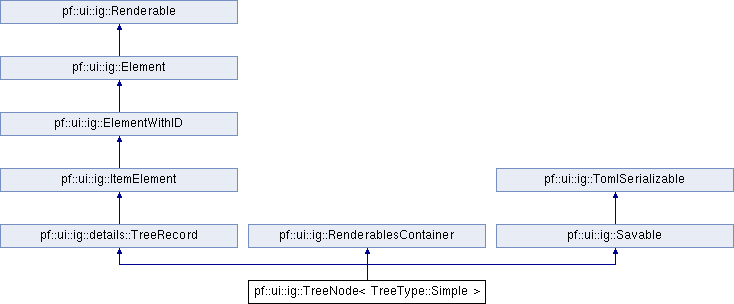 pf::ui::ig::Renderable
pf::ui::ig::Element
pf::ui::ig::ElementWithID
pf::ui::ig::ItemElement
pf::ui::ig::TomlSerializable
pf::ui::ig::details::TreeRecord
pf::ui::ig::RenderablesContainer
pf::ui::ig::Savable
pf::ui::ig::TreeNode< TreeType::Simple >